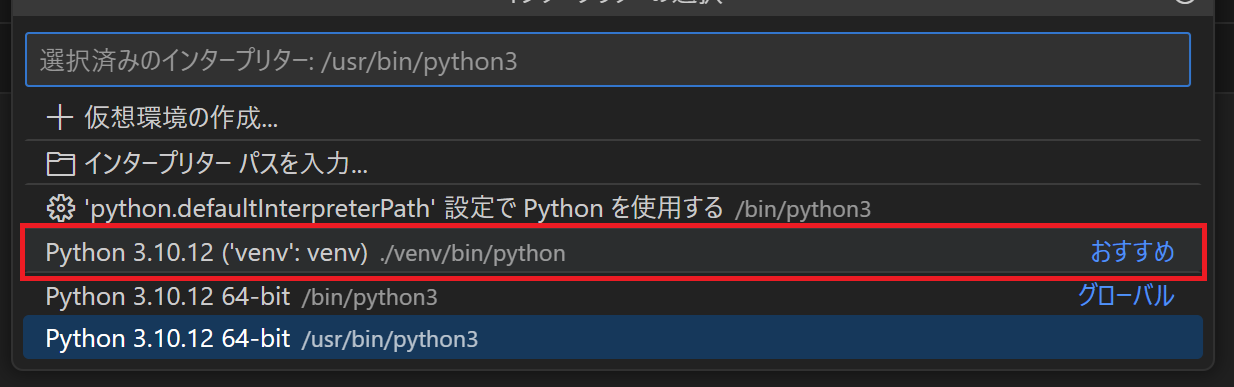 選択済みのインタープリター: /usr/bin/python3
仮想環境の作成...
インタープリター パスを入力...
'python.defaultInterpreterPath' 設定で Python を使用する /bin/python3
Python 3.10.12 ('venv': venv) ./venv/bin/python おすすめ
Python 3.10.12 64-bit /bin/python3 グローバル
Python 3.10.12 64-bit /usr/bin/python3